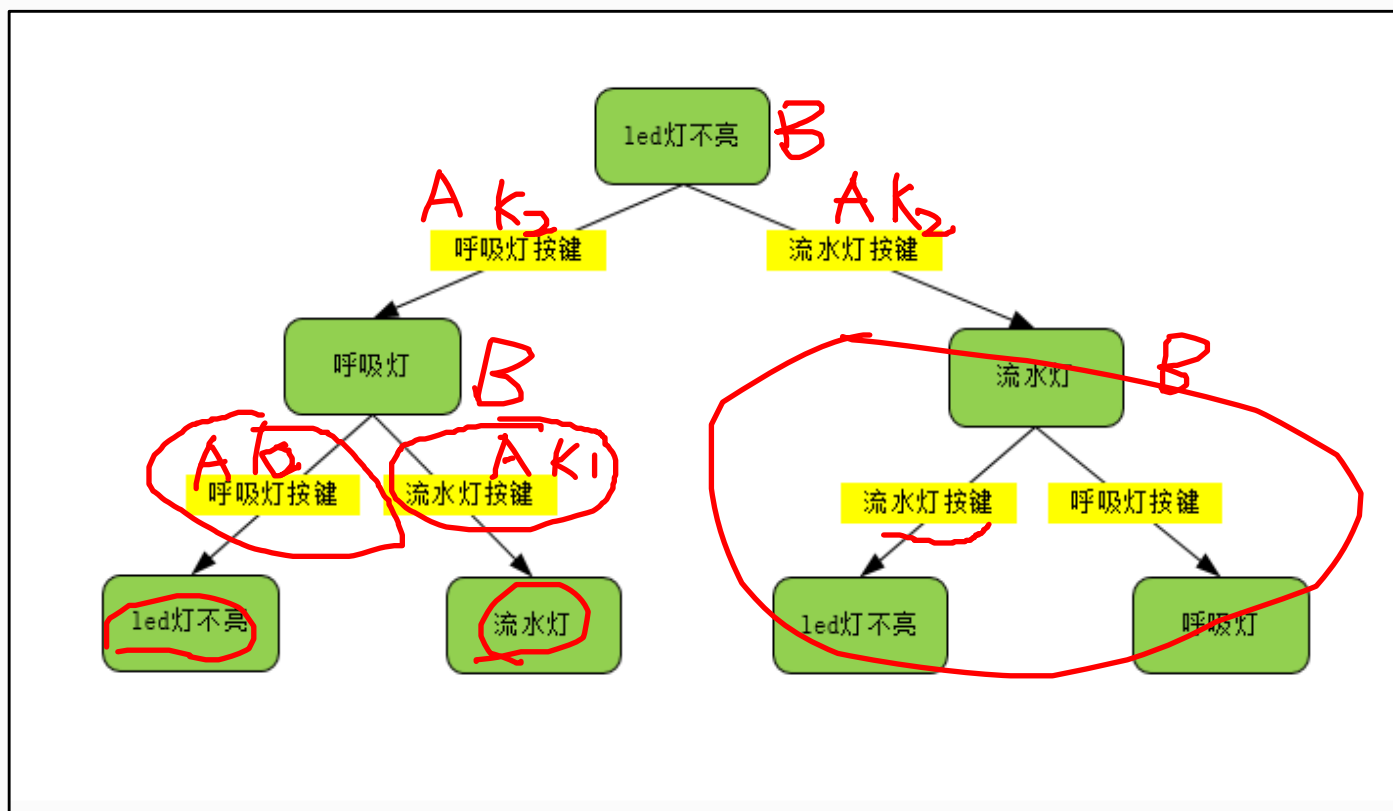 led灯不亮 B
A K2 A K2
呼吸灯按键 流水灯按键
呼吸灯 B 流水灯 B
A A K1
呼吸灯按键 流水灯按键 流水灯按键 呼吸灯按键
led灯不亮 流水灯 led灯不亮 呼吸灯